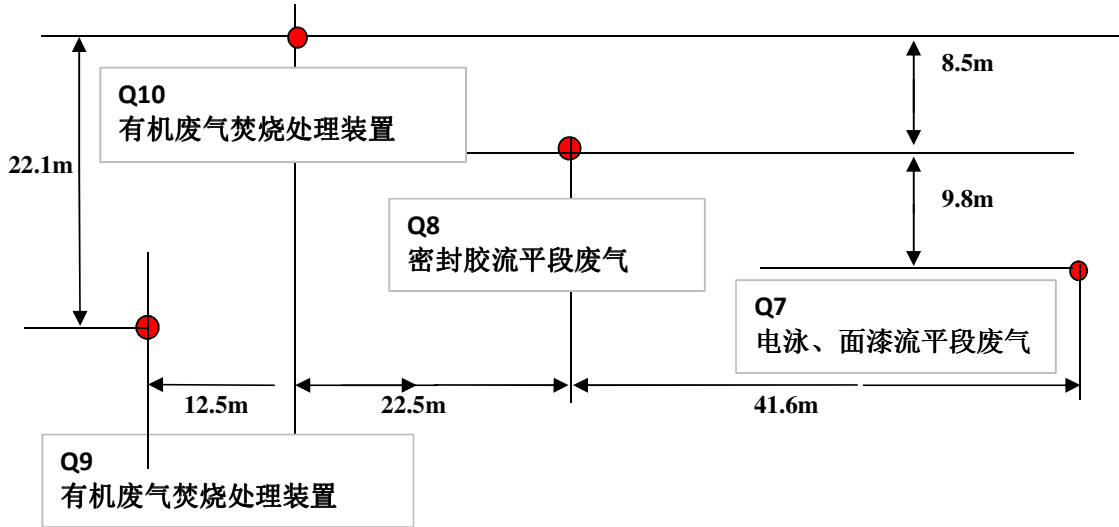 8.5m
Q10
有机废气焚烧处理装置
22.1m
9.8m
Q8
密封胶流平段废气
Q7
电泳、面漆流平段废气
12.5m
22.5m
41.6m
Q9
有机废气焚烧处理装置